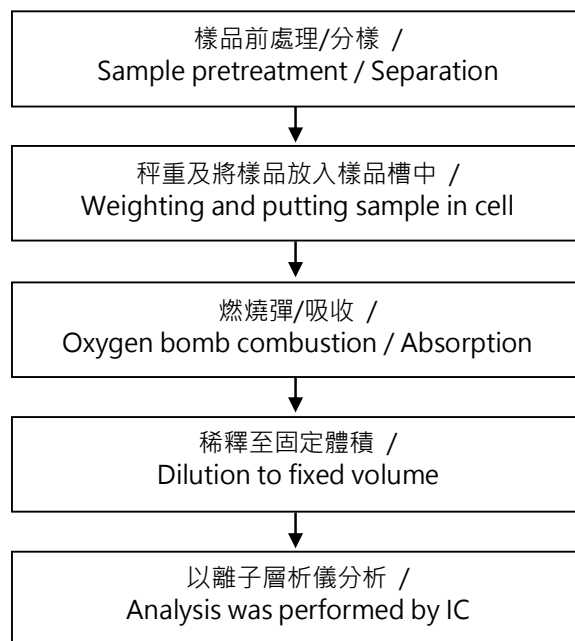 樣品前處理/分樣 /
Sample pretreatment / Separation
秤重及將樣品放入樣品槽中 /
Weighting and putting sample in cell
燃燒彈/吸收 /
Oxygen bomb combustion / Absorption
稀釋至固定體積 /
Dilution to fixed volume
以離子層析儀分析 /
Analysis was performed by IC